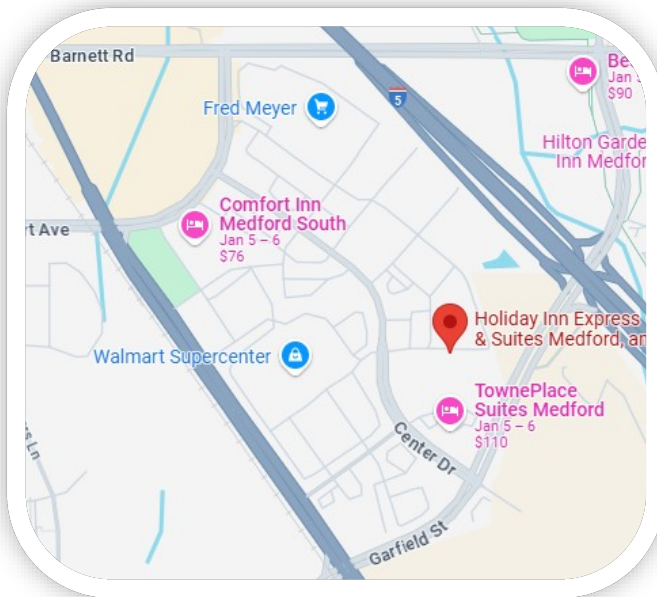 Barnett Rd
Be
Jan 5
$90
5
Fred Meyer
Hilton Garde
Inn Medfor
Comfort Inn
Medford South
Jan 5 – 6
$76
rt Ave
Holiday Inn Express
& Suites Medford, an
Walmart Supercenter
TownePlace
Suites Medford
Jan 5 – 6
$110
Center Dr
rs Ln
Garfield St